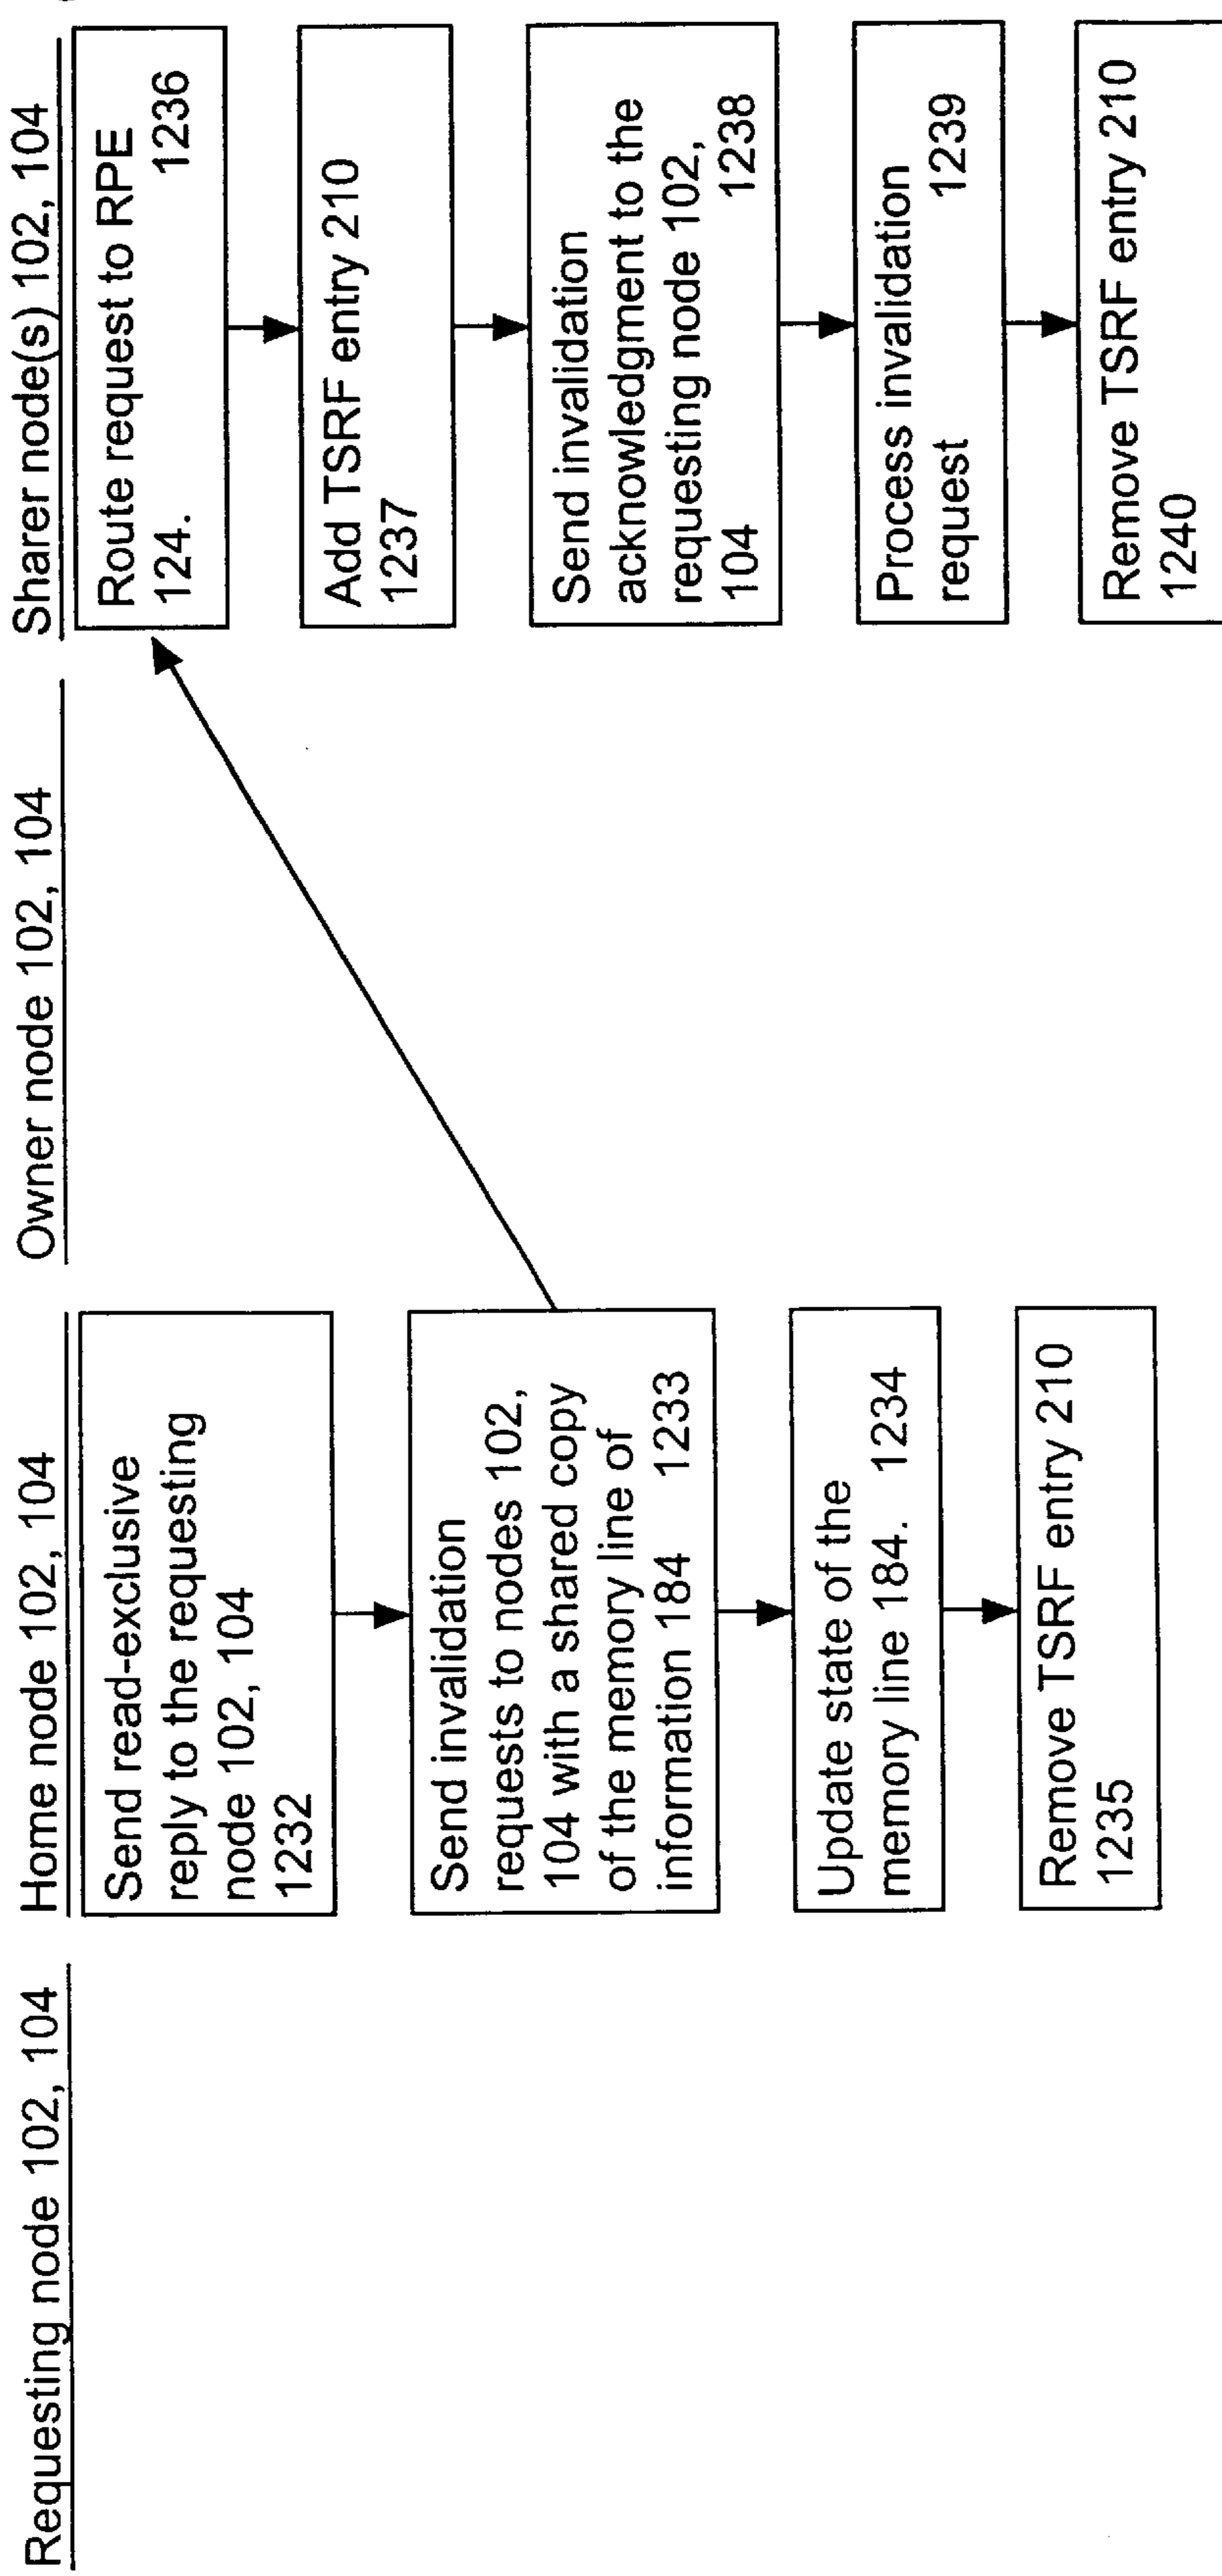 Requesting node 102, 104
Home node 102, 104
Owner node 102, 104
Sharer node(s) 102, 104
Send read-exclusive
reply to the requesting
node 102, 104
1232
Send invalidation
requests to nodes 102,
104 with a shared copy
of the memory line of
information 184 1233
Update state of the
memory line 184. 1234
Remove TSRF entry 210
1235
Route request to RPE
124. 1236
Add TSRF entry 210
1237
Send invalidation
acknowledgment to the
requesting node 102,
104 1238
Process invalidation
request 1239
Remove TSRF entry 210
1240